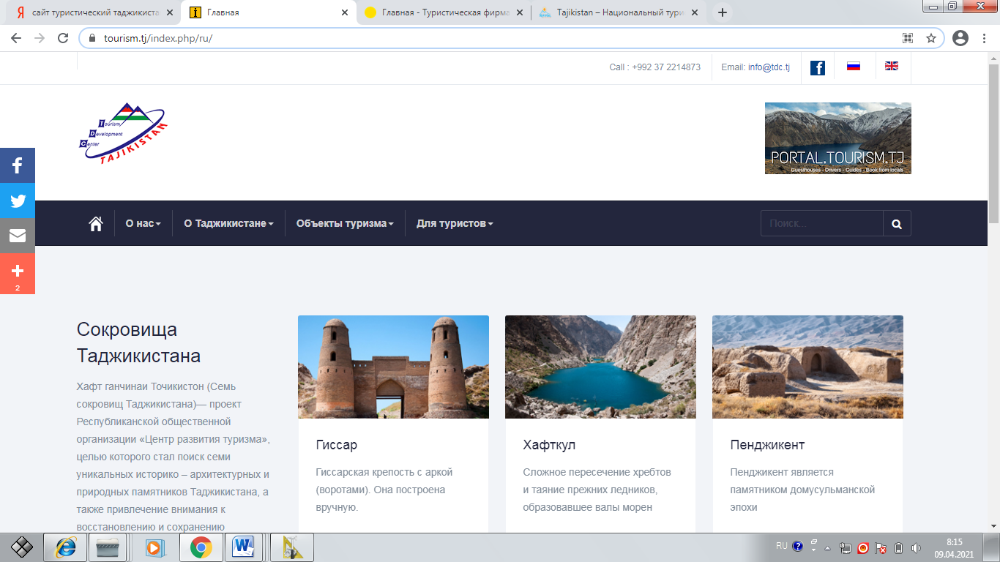 сайт туристический таджикиста
Главная
Главная - Туристическая фирма
Tajikistan – Национальный тури
tourism.tj/index.php/ru/
Call : +992 37 2214873
Email: info@tdc.tj
Tourism
Development
Center
TAJIKISTAN
PORTAL.TOURISM.TJ
Guesthouses - Drivers - Guides - Book from locals
О нас
О Таджикистане
Объекты туризма
Для туристов
Поиск...
2
Сокровища
Таджикистана
Хафт ганчинаи Точикистон (Семь
сокровищ Таджикистана)— проект
Республиканской общественной
организации «Центр развития туризма»,
целью которого стал поиск семи
уникальных историко – архитектурных и
природных памятников Таджикистана, а
также привлечение внимания к
восстановлению и сохранению
Гиссар
Гиссарская крепость с аркой
(воротами). Она построена
вручную.
Хафткул
Сложное пересечение хребтов
и таяние прежних ледников,
образовавшее валы морен
Пенджикент
Пенджикент является
памятником домусульманской
эпохи
RU
8:15
09.04.2021